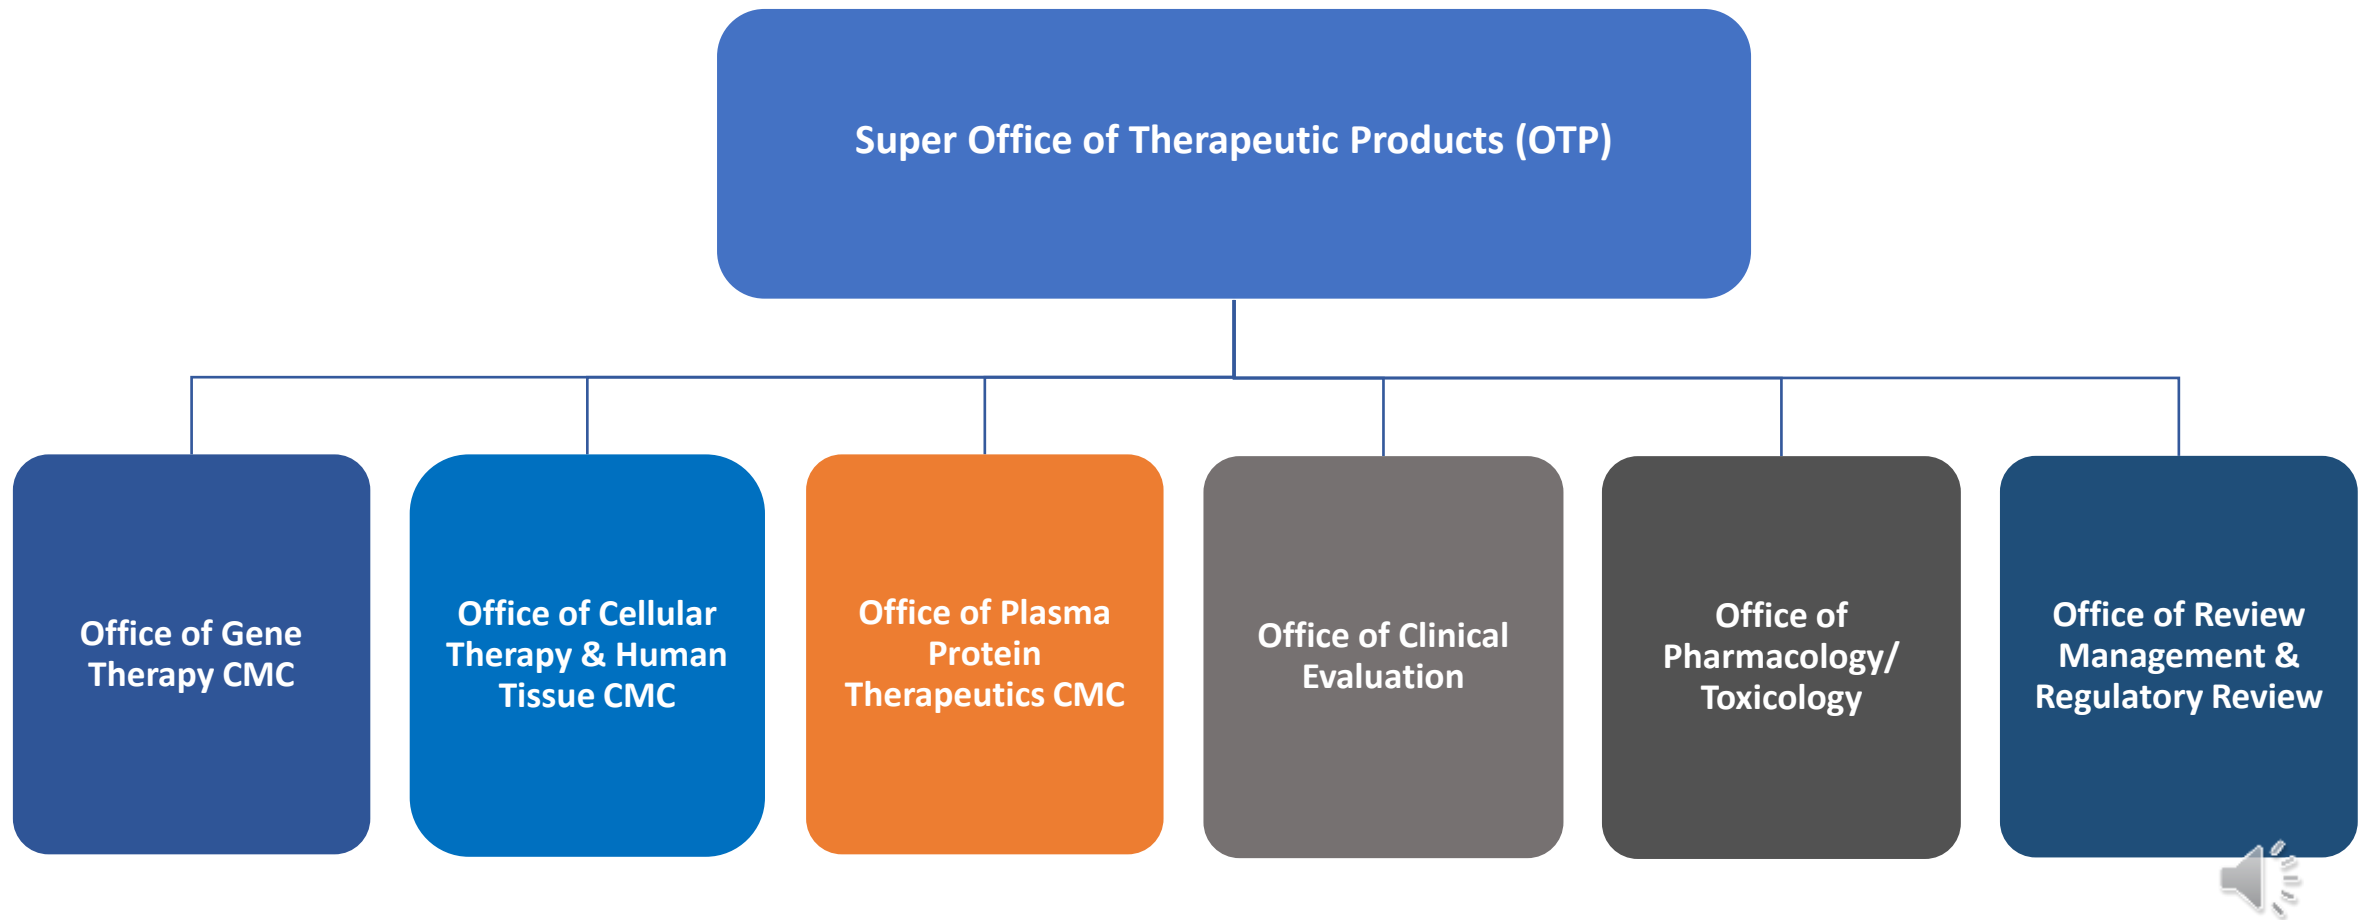 Super Office of Therapeutic Products (OTP)
Office of Gene
Therapy CMC
Office of Cellular
Therapy & Human
Tissue CMC
Office of Plasma
Protein
Therapeutics CMC
Office of Clinical
Evaluation
Office of
Pharmacology/
Toxicology
Office of Review
Management &
Regulatory Review